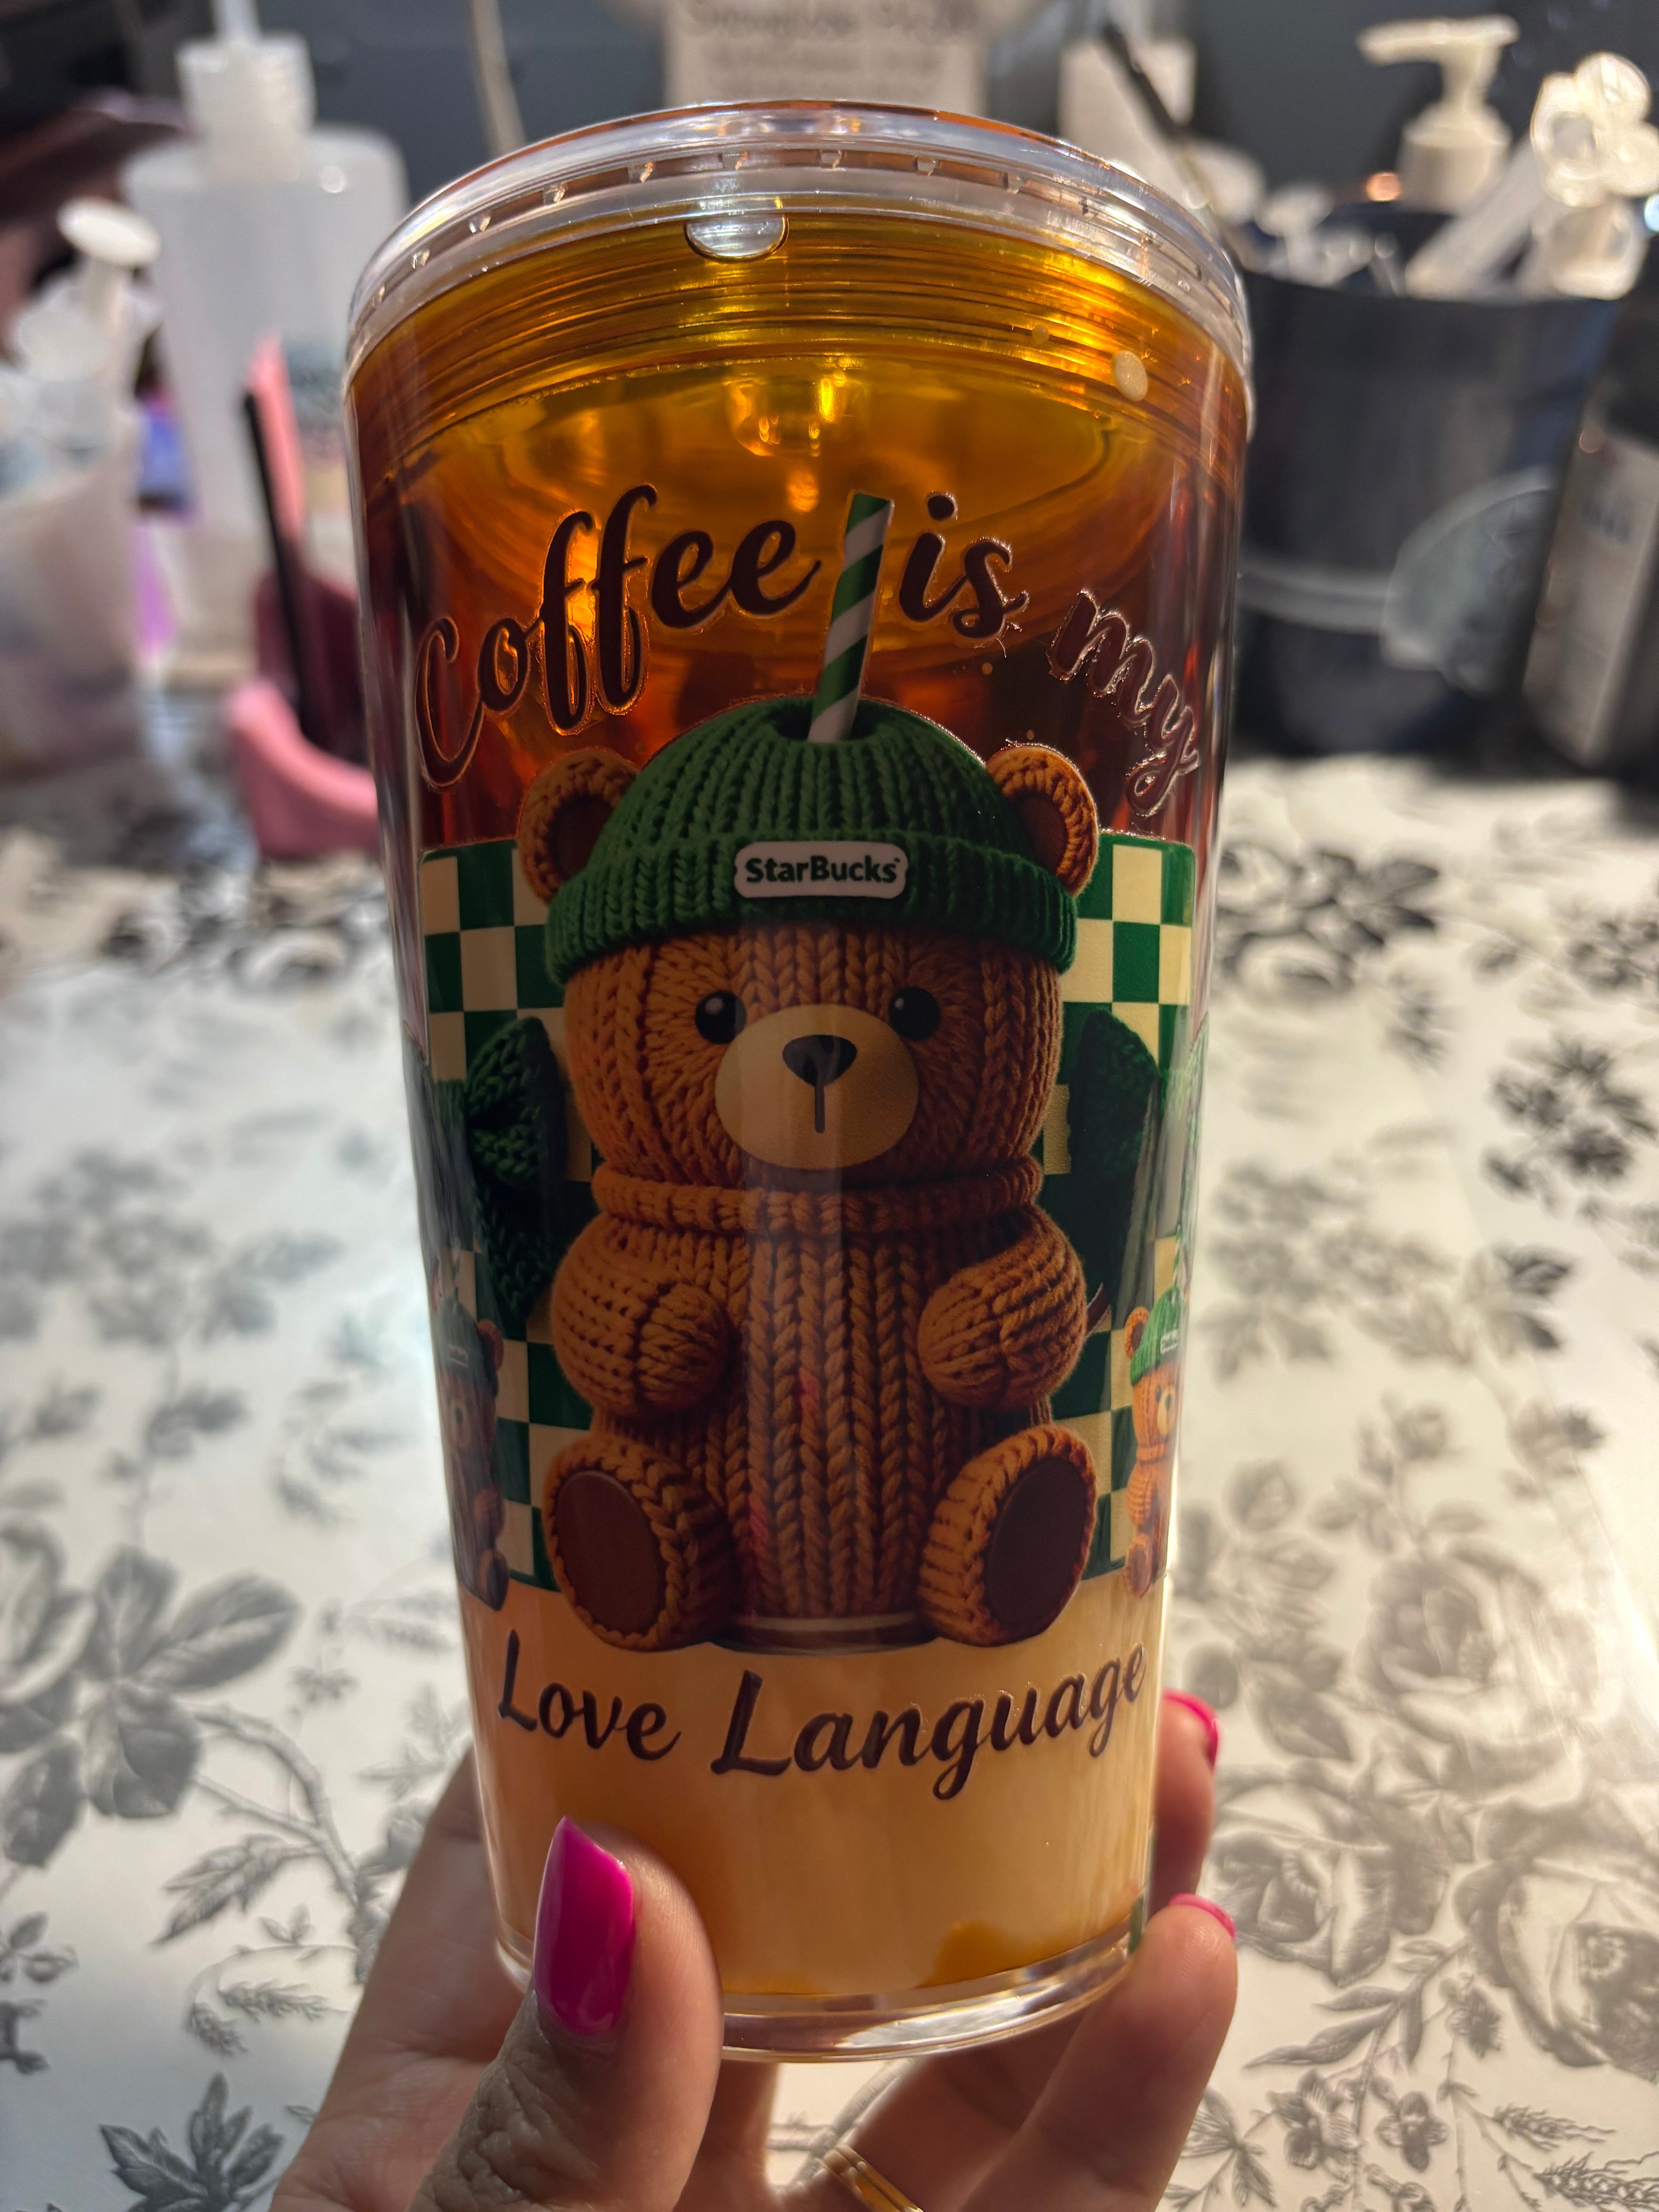 Coffee is my
StarBucks
Love Language